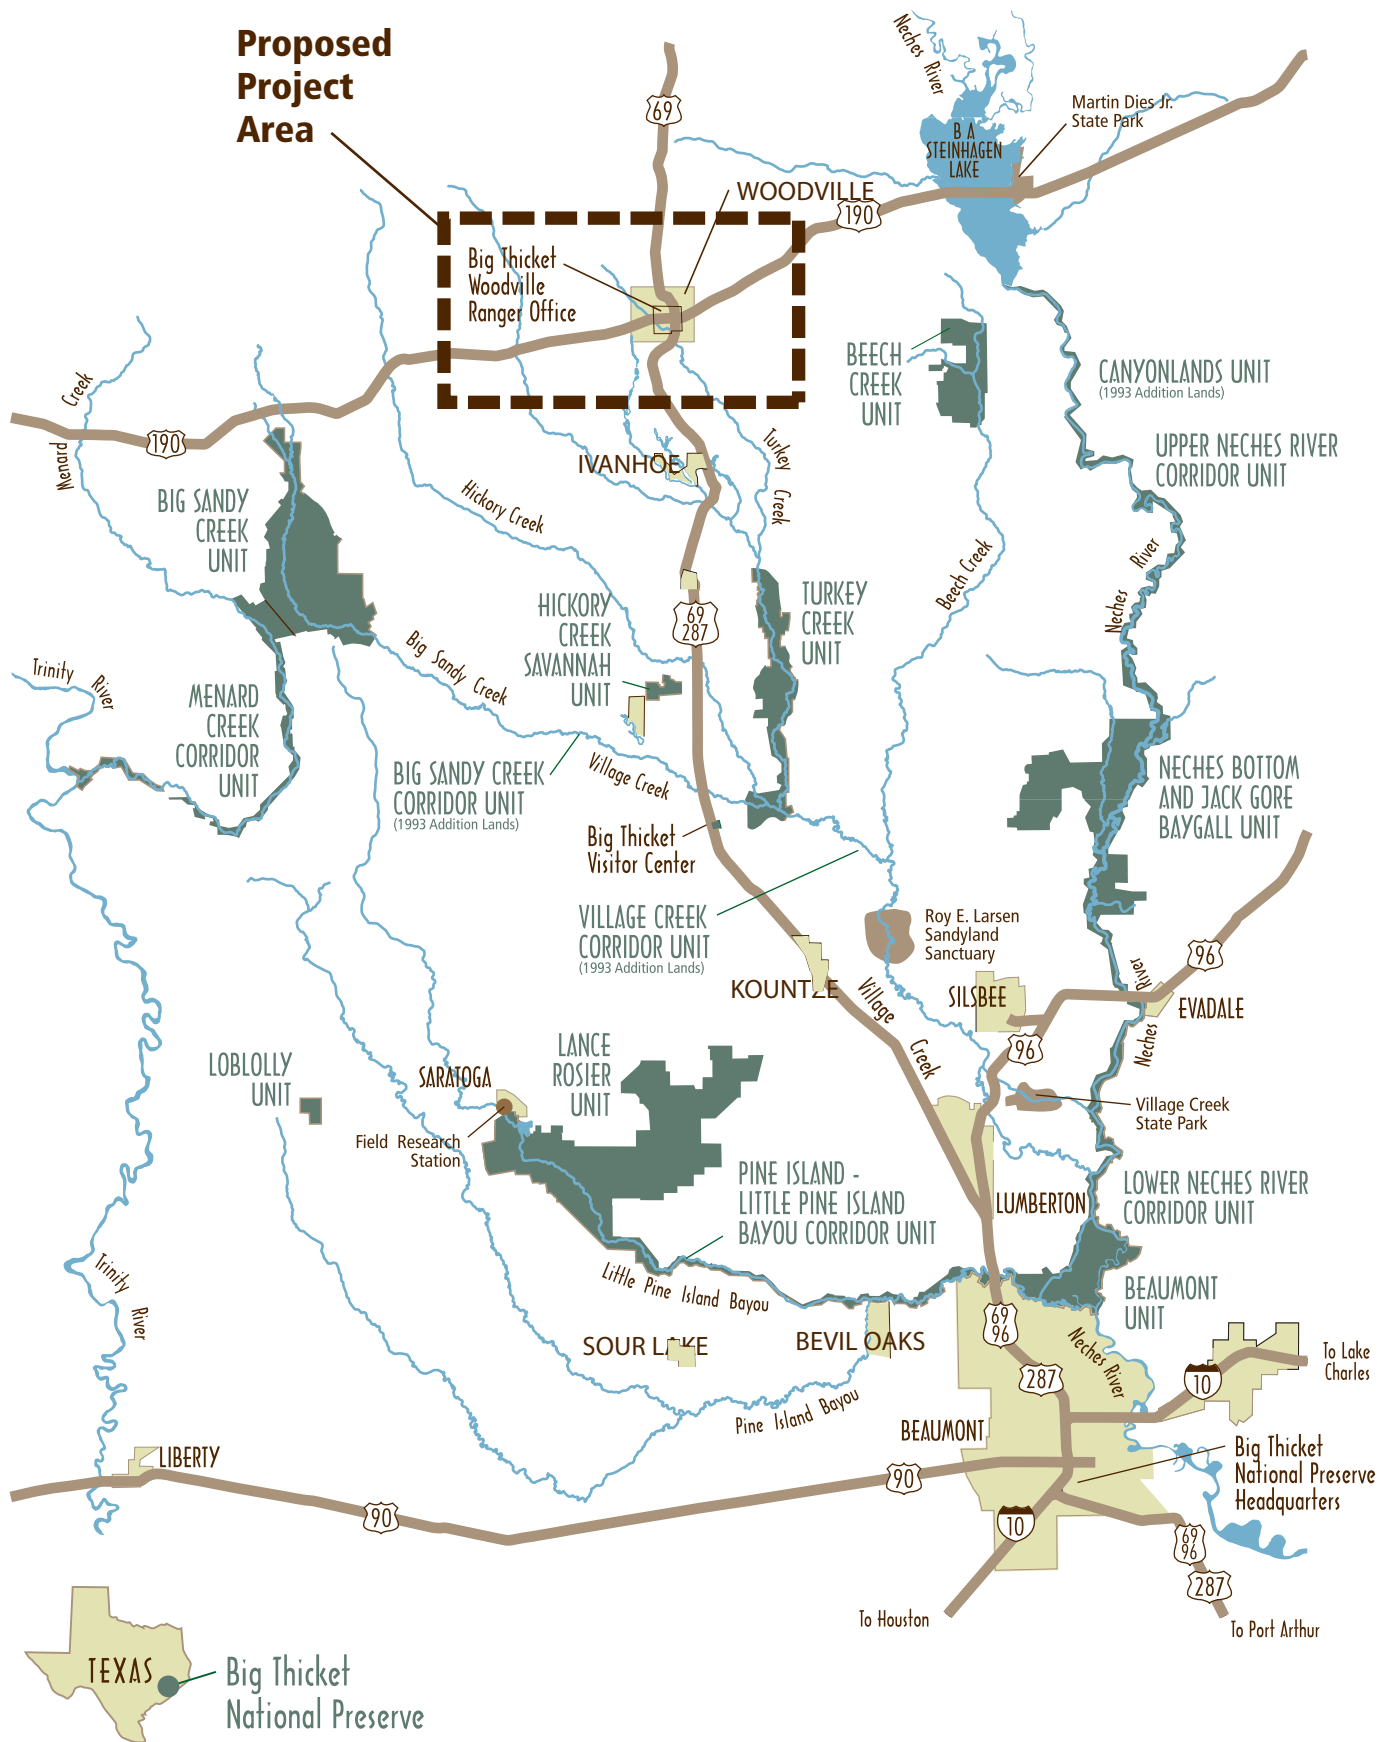 Proposed
Project
Area
69
Neches River
B A
STEINHAGEN
LAKE
Martin Dies Jr.
State Park
WOODVILLE
190
Big Thicket
Woodville
Ranger Office
BEECH
CREEK
UNIT
CANYONLANDS UNIT
(1993 Addition Lands)
Menard Creek
190
Turkey Creek
IVANHOE
UPPER NECHES RIVER
CORRIDOR UNIT
BIG SANDY
CREEK
UNIT
Hickory Creek
Neches River
Beech Creek
HICKORY
CREEK
SAVANNAH
UNIT
69
287
TURKEY
CREEK
UNIT
Trinity River
Big Sandy Creek
MENARD
CREEK
CORRIDOR
UNIT
BIG SANDY CREEK
CORRIDOR UNIT
(1993 Addition Lands)
Village Creek
NECHES BOTTOM
AND JACK GORE
BAYGALL UNIT
Big Thicket
Visitor Center
VILLAGE CREEK
CORRIDOR UNIT
(1993 Addition Lands)
Roy E. Larsen
Sandyland
Sanctuary
96
KOUNTZE
Village Creek
SILSBEE
EVADALE
Neches River
96
LOBLOLLY
UNIT
SARATOGA
LANCE
ROSIER
UNIT
Village Creek
State Park
Field Research
Station
PINE ISLAND -
LITTLE PINE ISLAND
BAYOU CORRIDOR UNIT
LUMBERTON
LOWER NECHES RIVER
CORRIDOR UNIT
Trinity River
Little Pine Island Bayou
BEAUMONT
UNIT
69
96
SOUR LAKE
BEVIL OAKS
Neches River
287
10
To Lake
Charles
Pine Island Bayou
BEAUMONT
LIBERTY
Big Thicket
National Preserve
Headquarters
90
90
10
69
96
287
To Houston
To Port Arthur
TEXAS
Big Thicket
National Preserve